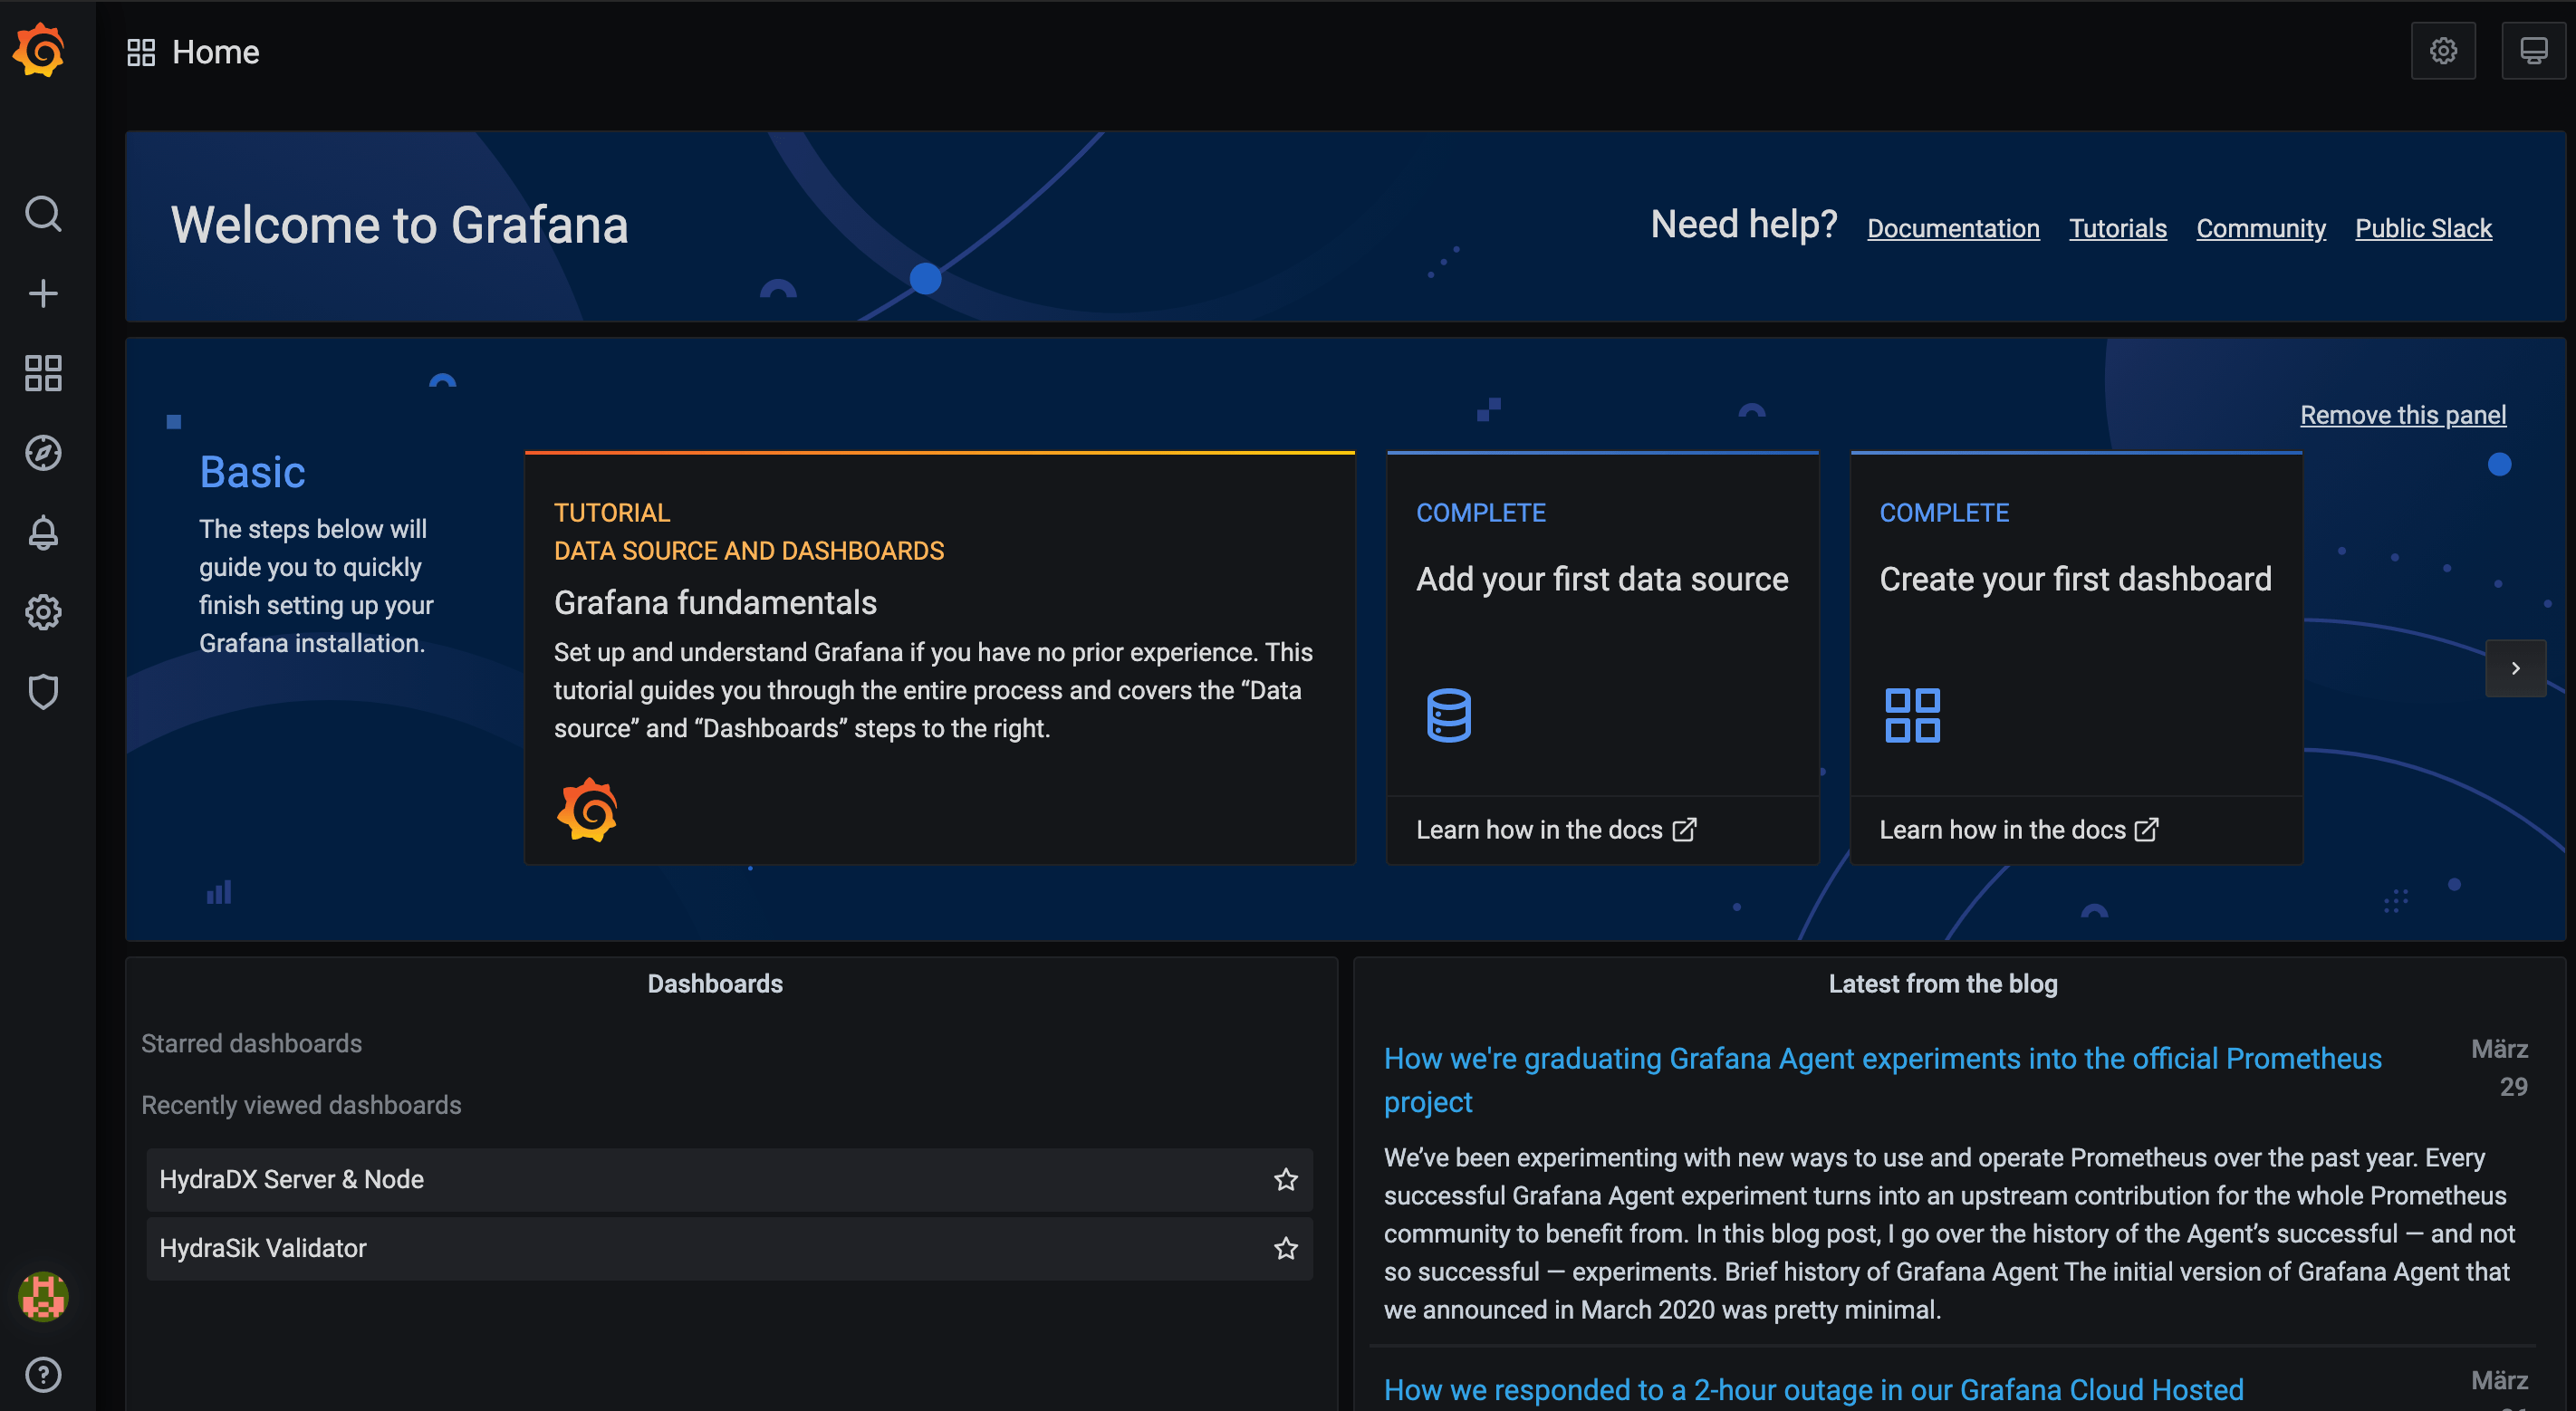 Home
Welcome to Grafana
Need help?
Documentation
Tutorials
Community
Public Slack
Remove this panel
Basic
The steps below will
guide you to quickly
finish setting up your
Grafana installation.
TUTORIAL
DATA SOURCE AND DASHBOARDS
Grafana fundamentals
Set up and understand Grafana if you have no prior experience. This
tutorial guides you through the entire process and covers the “Data
source” and “Dashboards” steps to the right.
COMPLETE
Add your first data source
Learn how in the docs
COMPLETE
Create your first dashboard
Learn how in the docs
Dashboards
Starred dashboards
Recently viewed dashboards
HydraDX Server & Node
HydraSik Validator
Latest from the blog
How we're graduating Grafana Agent experiments into the official Prometheus
project
März
29
We’ve been experimenting with new ways to use and operate Prometheus over the past year. Every
successful Grafana Agent experiment turns into an upstream contribution for the whole Prometheus
community to benefit from. In this blog post, I go over the history of the Agent’s successful — and not
so successful — experiments. Brief history of Grafana Agent The initial version of Grafana Agent that
we announced in March 2020 was pretty minimal.
How we responded to a 2-hour outage in our Grafana Cloud Hosted
März